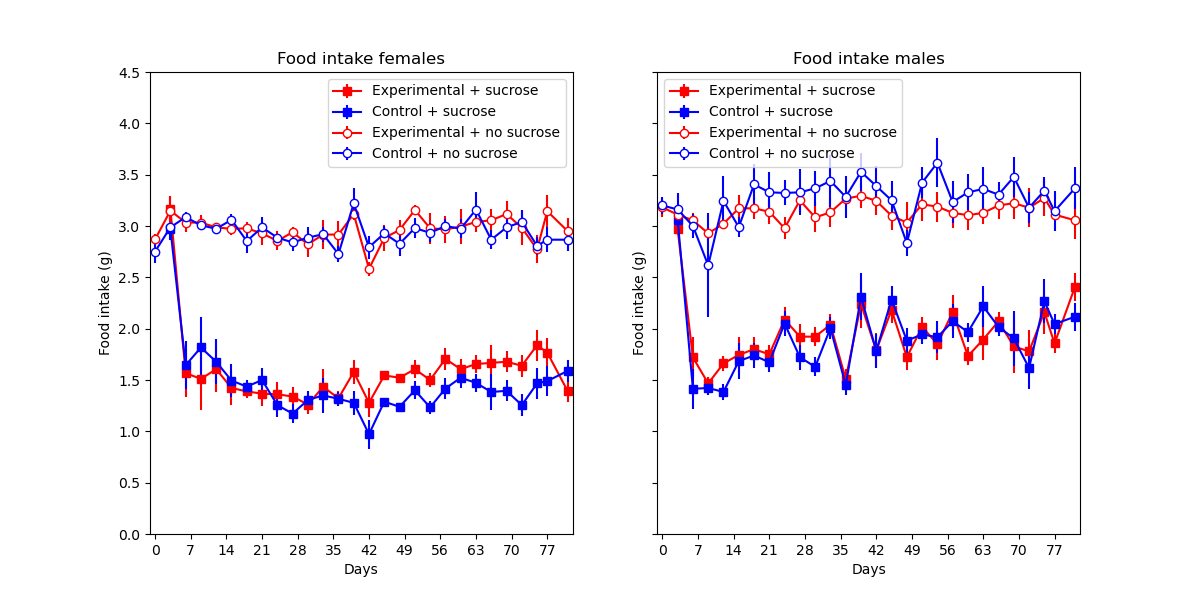 Food intake females
Food intake (g)
4.5
4.0
3.5
3.0
2.5
2.0
1.5
1.0
0.5
0.0
Experimental + sucrose
Control + sucrose
Experimental + no sucrose
Control + no sucrose
0 7 14 21 28 35 42 49 56 63 70 77
Days
Food intake males
Food intake (g)
Experimental + sucrose
Control + sucrose
Experimental + no sucrose
Control + no sucrose
0 7 14 21 28 35 42 49 56 63 70 77
Days